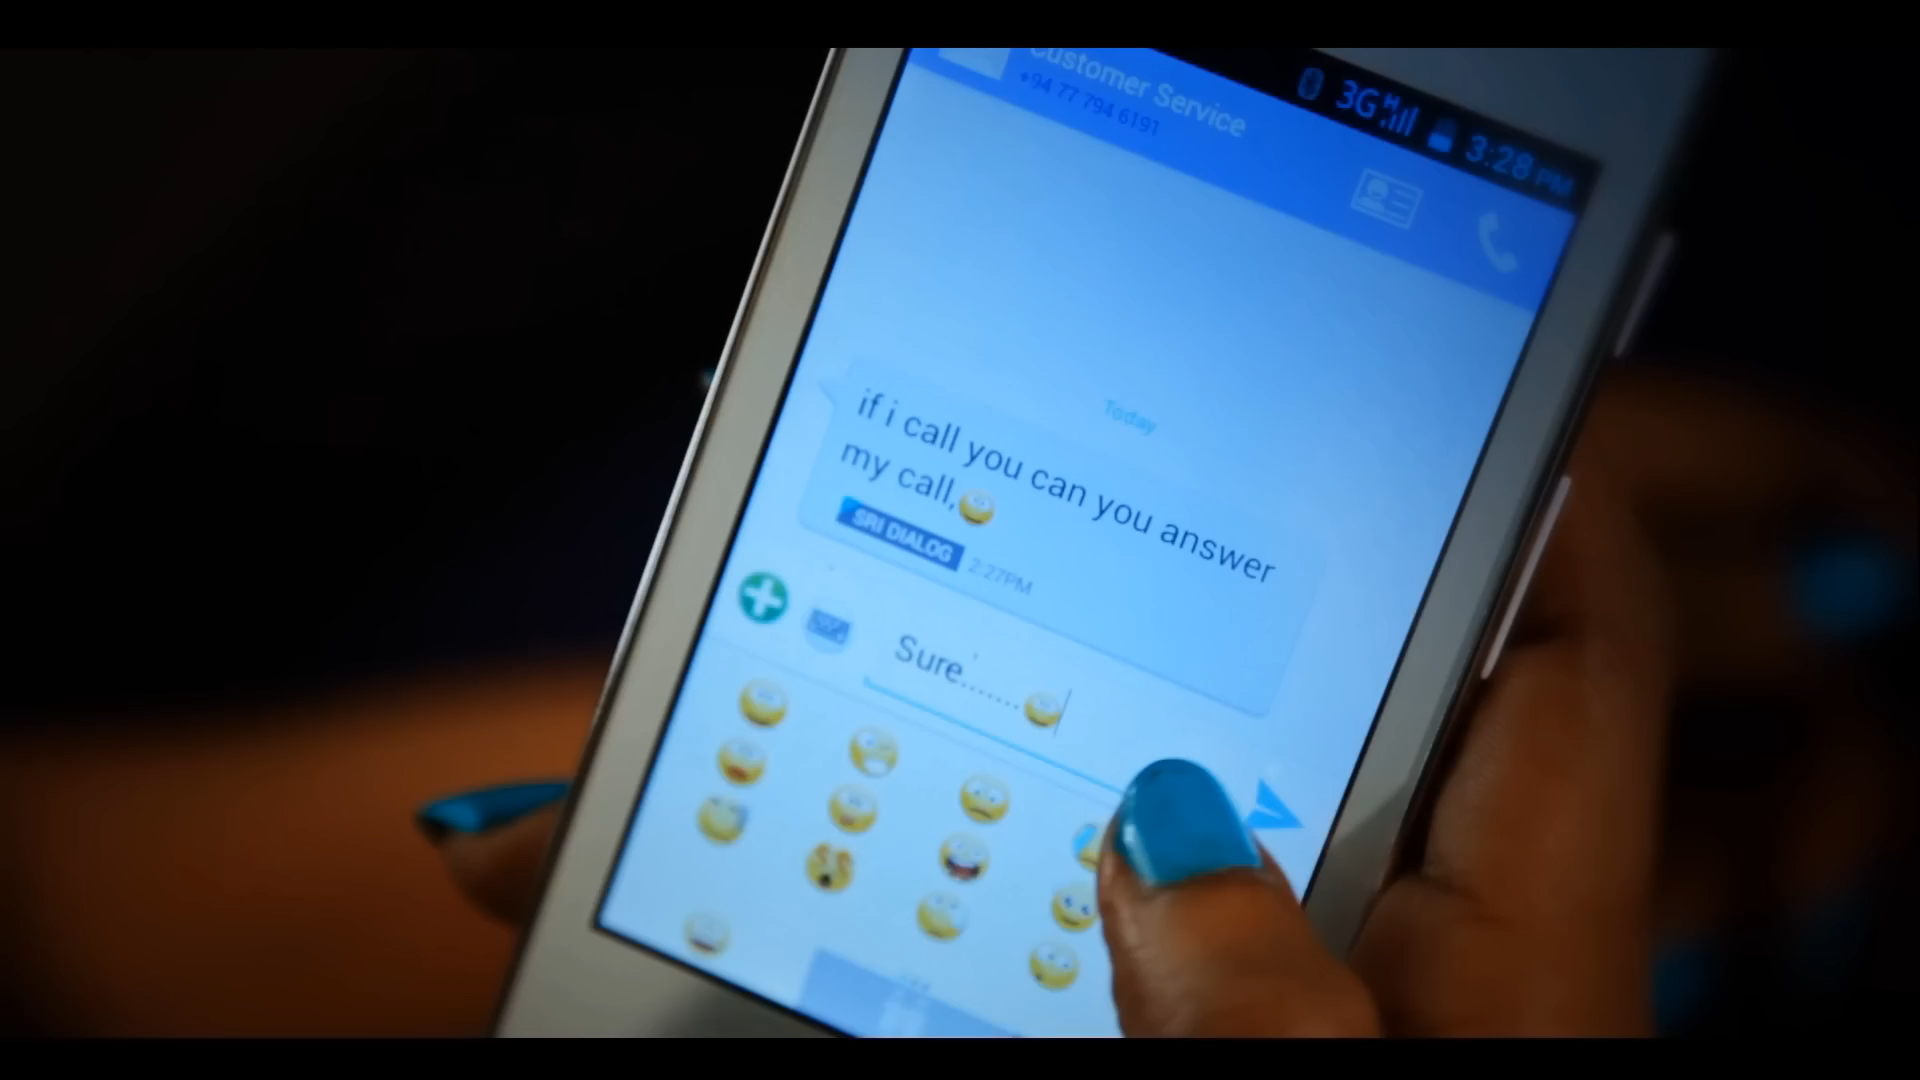 3G H 3:28 PM
Customer Service
+94 77 794 6191
Today
if i call you can you answer
my call,
SRI DIALOG 2:27PM
Sure.......